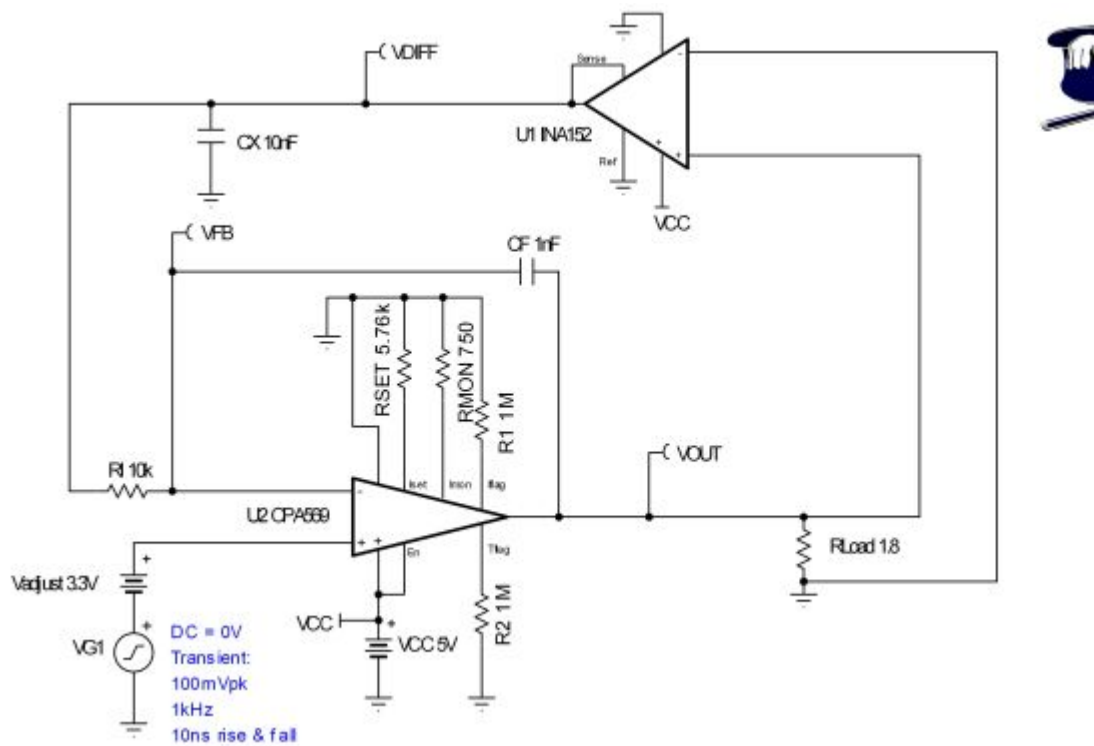 VDIFF
Sense
U1 INA152
Ref
VCC
CX 10nF
VFB
CF 1nF
RSET 5.76k
RMON 750
R1 1M
VOUT
RI 10k
Iset
Imon
Iflag
U2 OPA569
En
Tflag
RLoad 1.8
Vadjust 3.3V
VCC
VCC 5V
R2 1M
VG1
DC = 0V
Transient:
100mVpk
1kHz
10ns rise & fall